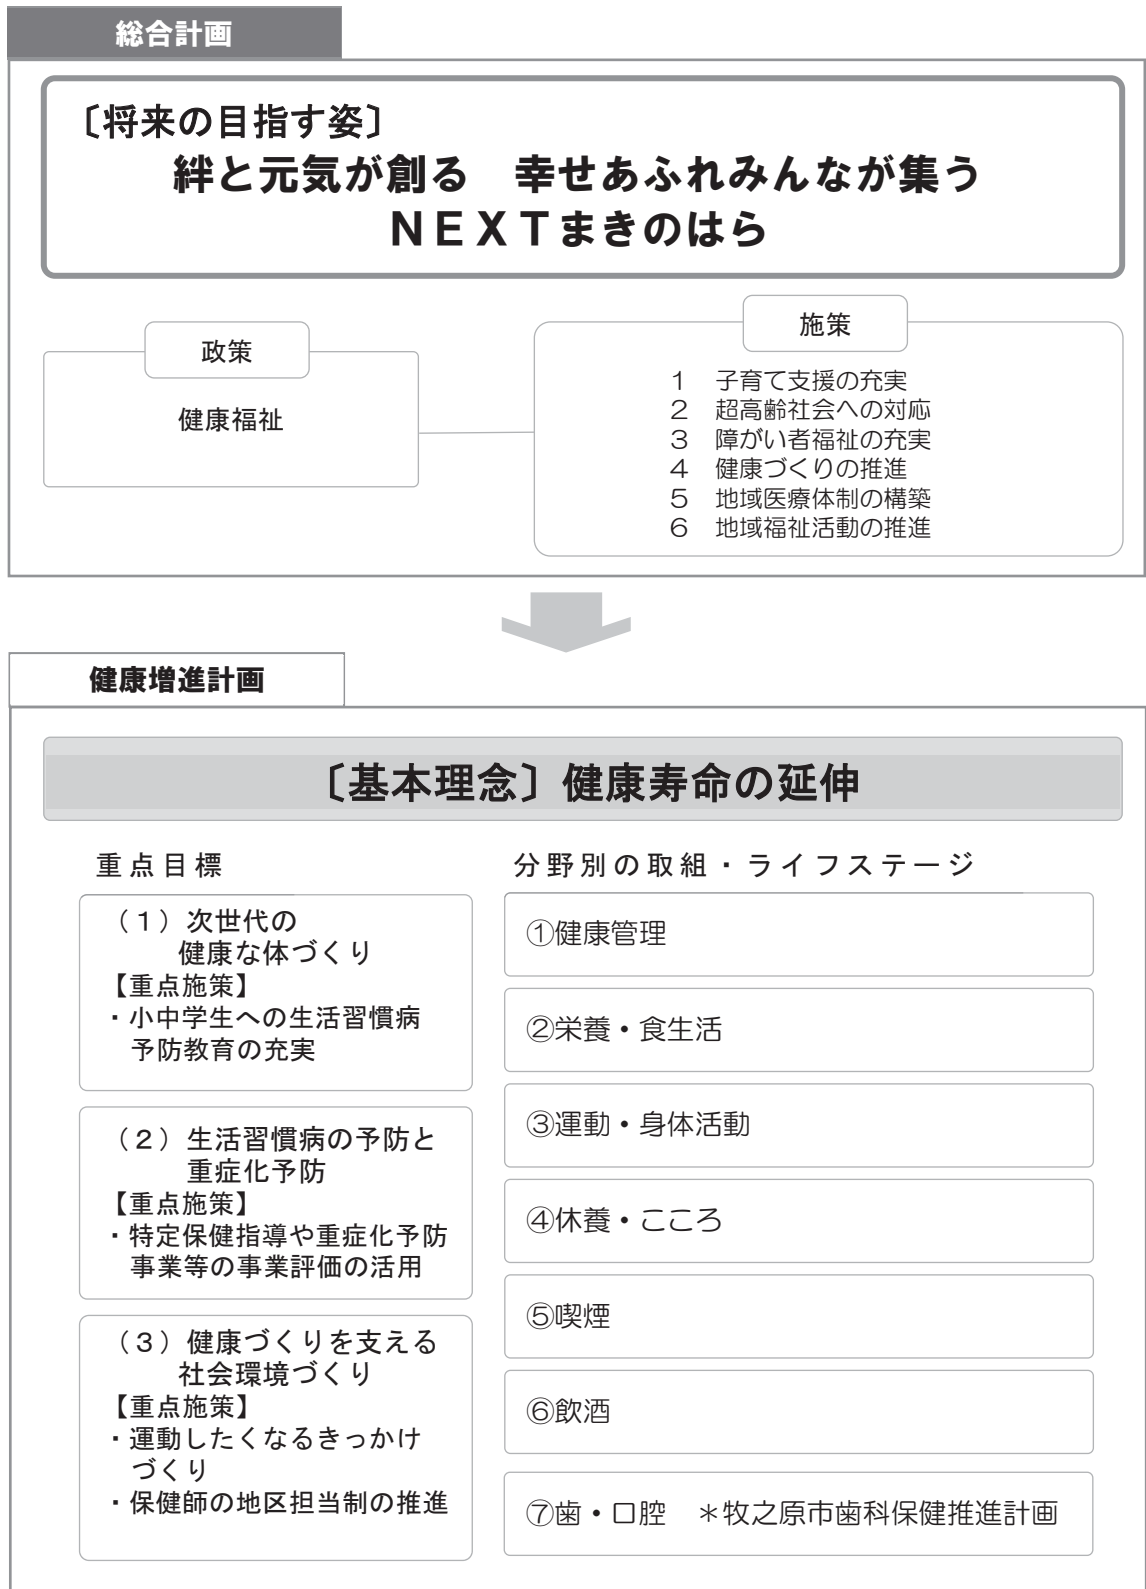 総合計画
〔将来の目指す姿〕
絆と元気が創る　幸せあふれみんなが集う
ＮＥＸＴまきのはら
政策
健康福祉
施策
1　子育て支援の充実
2　超高齢社会への対応
3　障がい者福祉の充実
4　健康づくりの推進
5　地域医療体制の構築
6　地域福祉活動の推進
健康増進計画
〔基本理念〕健康寿命の延伸
重点目標
（1）次世代の
健康な体づくり
【重点施策】
・小中学生への生活習慣病
予防教育の充実
（2）生活習慣病の予防と
重症化予防
【重点施策】
・特定保健指導や重症化予防
事業等の事業評価の活用
（3）健康づくりを支える
社会環境づくり
【重点施策】
・運動したくなるきっかけ
づくり
・保健師の地区担当制の推進
分野別の取組・ライフステージ
①健康管理
②栄養・食生活
③運動・身体活動
④休養・こころ
⑤喫煙
⑥飲酒
⑦歯・口腔　＊牧之原市歯科保健推進計画